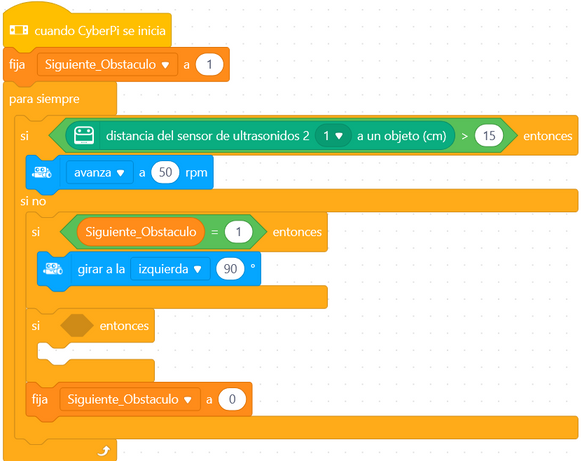 cuando CyberPi se inicia
fija Siguiente_Obstaculo a 1
para siempre
si distancia del sensor de ultrasonidos 2 1 a un objeto (cm) > 15 entonces
avanza a 50 rpm
si no
si Siguiente_Obstaculo = 1 entonces
girar a la izquierda 90 °
si entonces
fija Siguiente_Obstaculo a 0